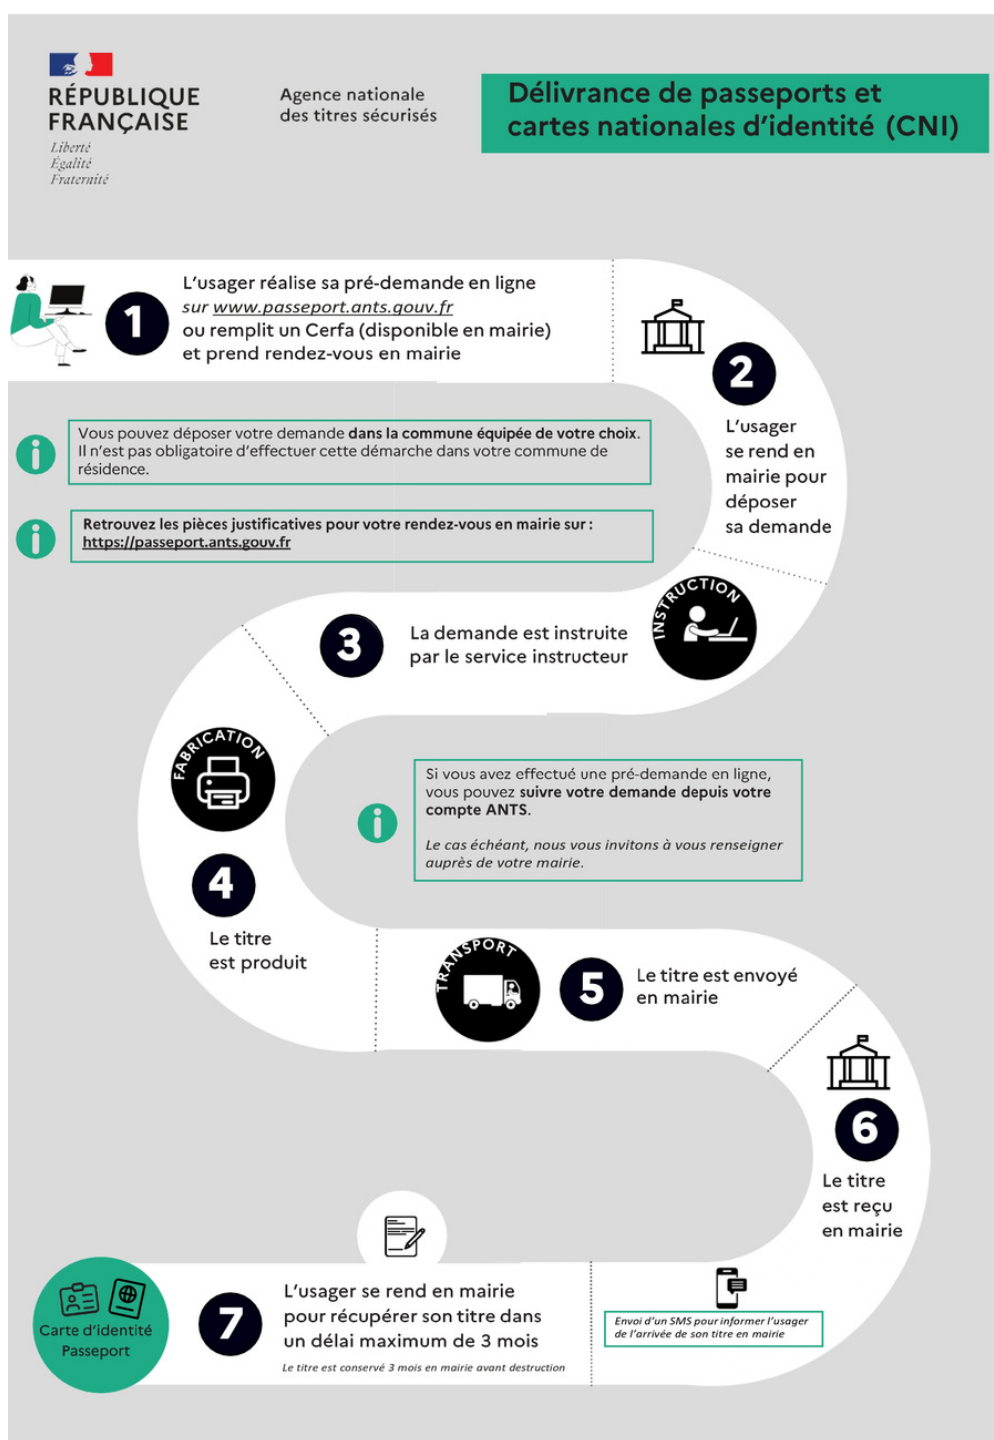 RÉPUBLIQUE
FRANÇAISE
Liberté
Égalité
Fraternité
Agence nationale
des titres sécurisés
Délivrance de passeports et
cartes nationales d'identité (CNI)
1
L'usager réalise sa pré-demande en ligne
sur www.passeport.ants.gouv.fr
ou remplit un Cerfa (disponible en mairie)
et prend rendez-vous en mairie
2
L'usager
se rend en
mairie pour
déposer
sa demande
i
Vous pouvez déposer votre demande dans la commune équipée de votre choix.
Il n'est pas obligatoire d'effectuer cette démarche dans votre commune de
résidence.
i
Retrouvez les pièces justificatives pour votre rendez-vous en mairie sur :
https://passeport.ants.gouv.fr
INSTRUCTION
3
La demande est instruite
par le service instructeur
FABRICATION
4
Le titre
est produit
i
Si vous avez effectué une pré-demande en ligne,
vous pouvez suivre votre demande depuis votre
compte ANTS.
Le cas échéant, nous vous invitons à vous renseigner
auprès de votre mairie.
TRANSPORT
5
Le titre est envoyé
en mairie
6
Le titre
est reçu
en mairie
Envoi d'un SMS pour informer l'usager
de l'arrivée de son titre en mairie
7
L'usager se rend en mairie
pour récupérer son titre dans
un délai maximum de 3 mois
Le titre est conservé 3 mois en mairie avant destruction
Carte d'identité
Passeport